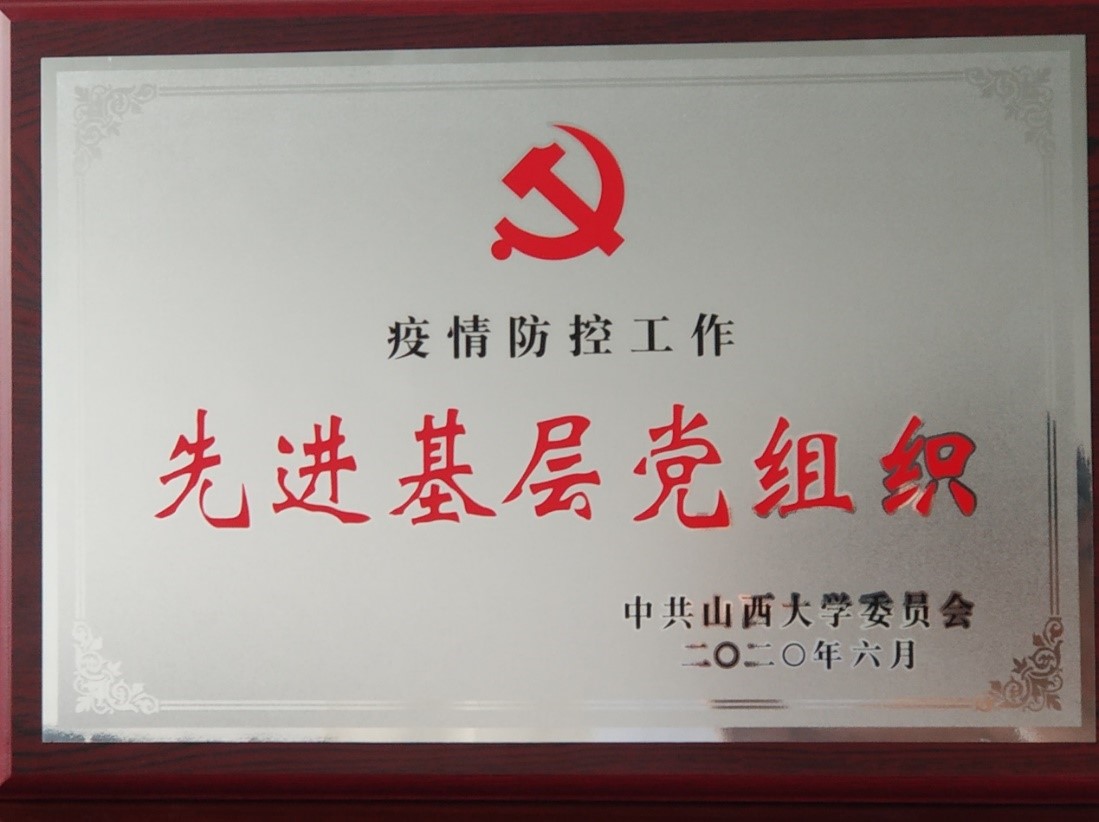 疫情防控工作
先进基层党组织
中共山西大学委员会
二〇二〇年六月